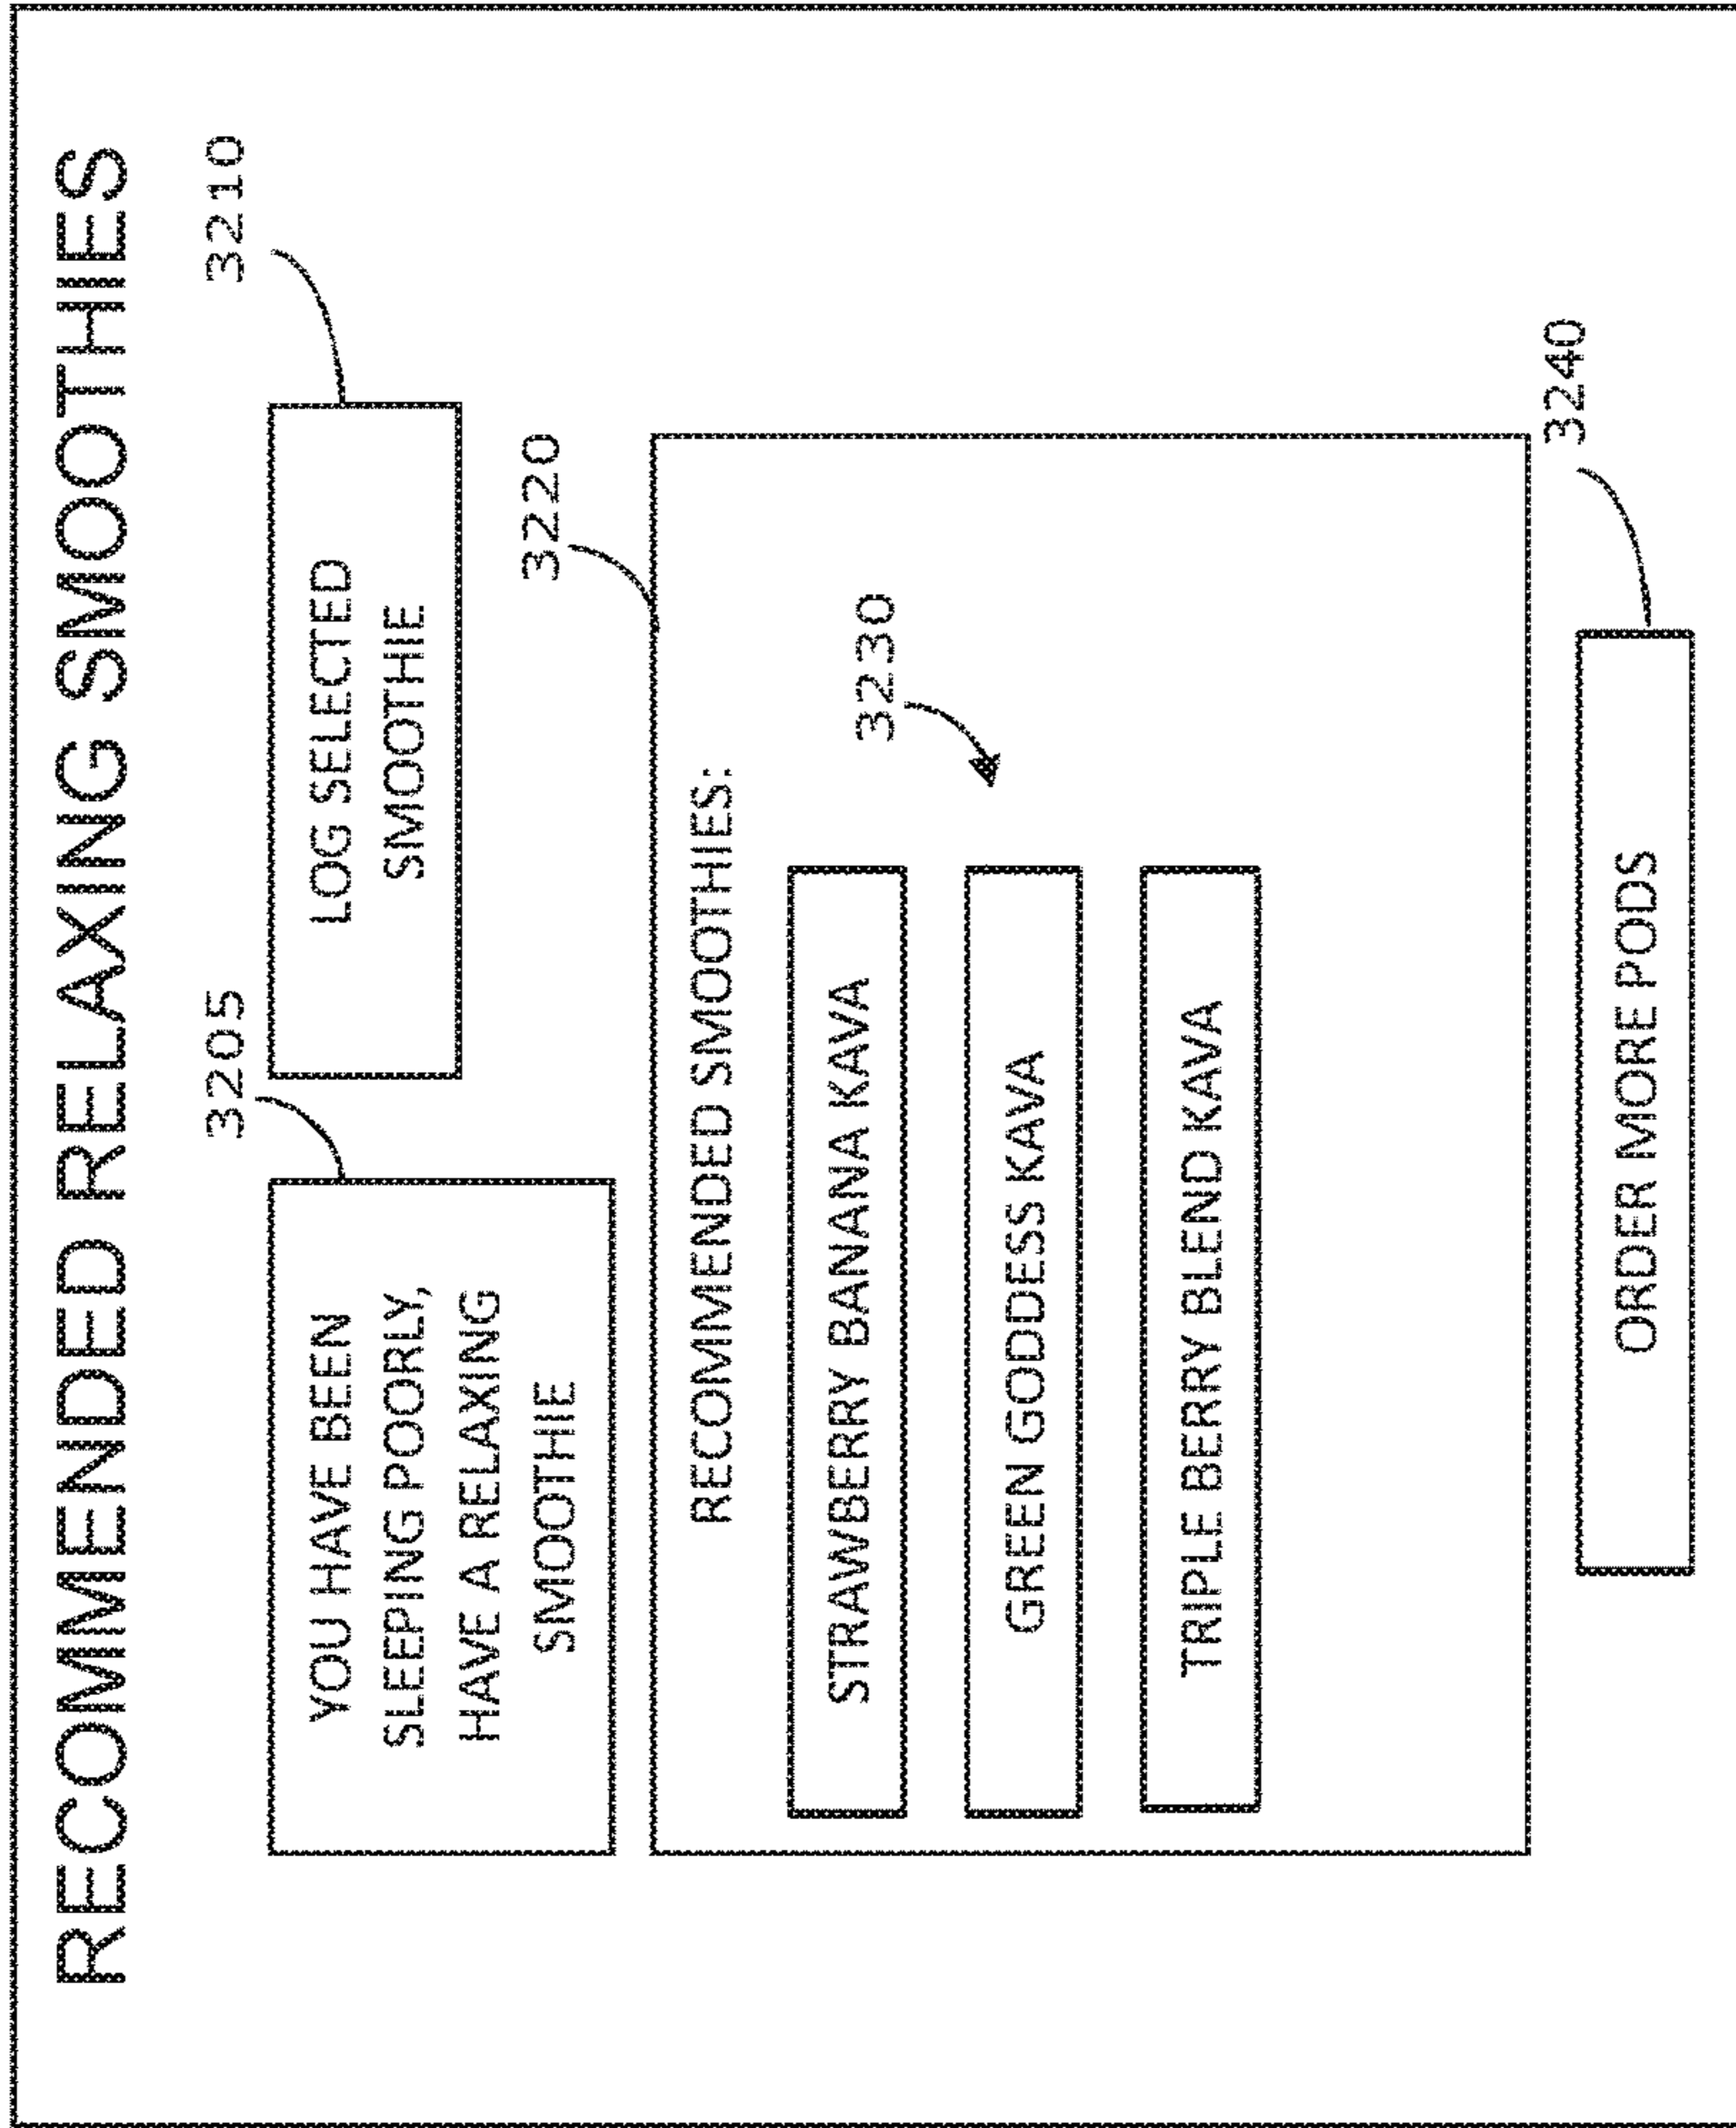 RECOMMENDED RELAXING SMOOTHIES
3205
3210
YOU HAVE BEEN
SLEEPING POORLY,
HAVE A RELAXING
SMOOTHIE
LOG SELECTED
SMOOTHIE
3220
RECOMMENDED SMOOTHIES:
3230
STRAWBERRY BANANA KAVA
GREEN GODDESS KAVA
TRIPLE BERRY BLEND KAVA
3240
ORDER MORE PODS